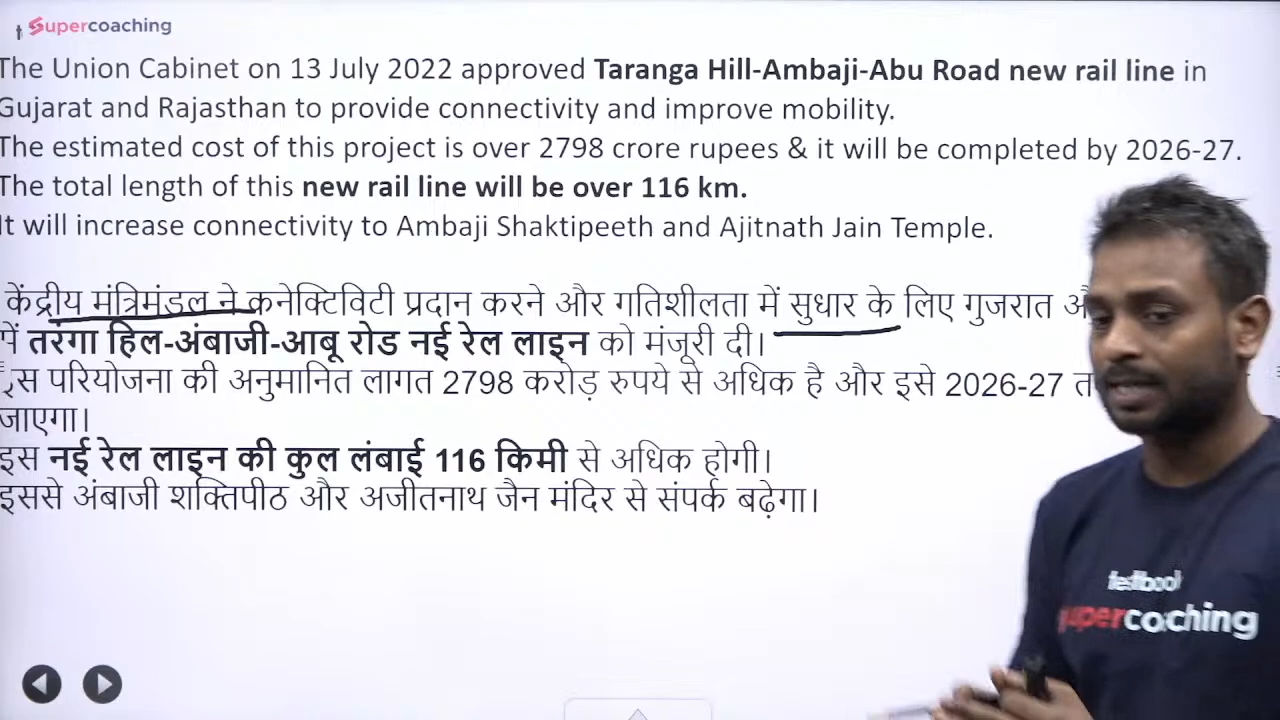 Supercoaching
The Union Cabinet on 13 July 2022 approved Taranga Hill-Ambaji-Abu Road new rail line in
Gujarat and Rajasthan to provide connectivity and improve mobility.
The estimated cost of this project is over 2798 crore rupees & it will be completed by 2026-27.
The total length of this new rail line will be over 116 km.
It will increase connectivity to Ambaji Shaktipeeth and Ajitnath Jain Temple.
केंद्रीय मंत्रिमंडल ने कनेक्टिविटी प्रदान करने और गतिशीलता में सुधार के लिए गुजरात
तरंगा हिल-अंबाजी-आबू रोड नई रेल लाइन को मंजूरी दी।
इस परियोजना की अनुमानित लागत 2798 करोड़ रुपये से अधिक है और इसे 2026-27
जाएगा।
इस नई रेल लाइन की कुल लंबाई 116 किमी से अधिक होगी।
इससे अंबाजी शक्तिपीठ और अजीतनाथ जैन मंदिर से संपर्क बढ़ेगा।
testbook
supercoaching